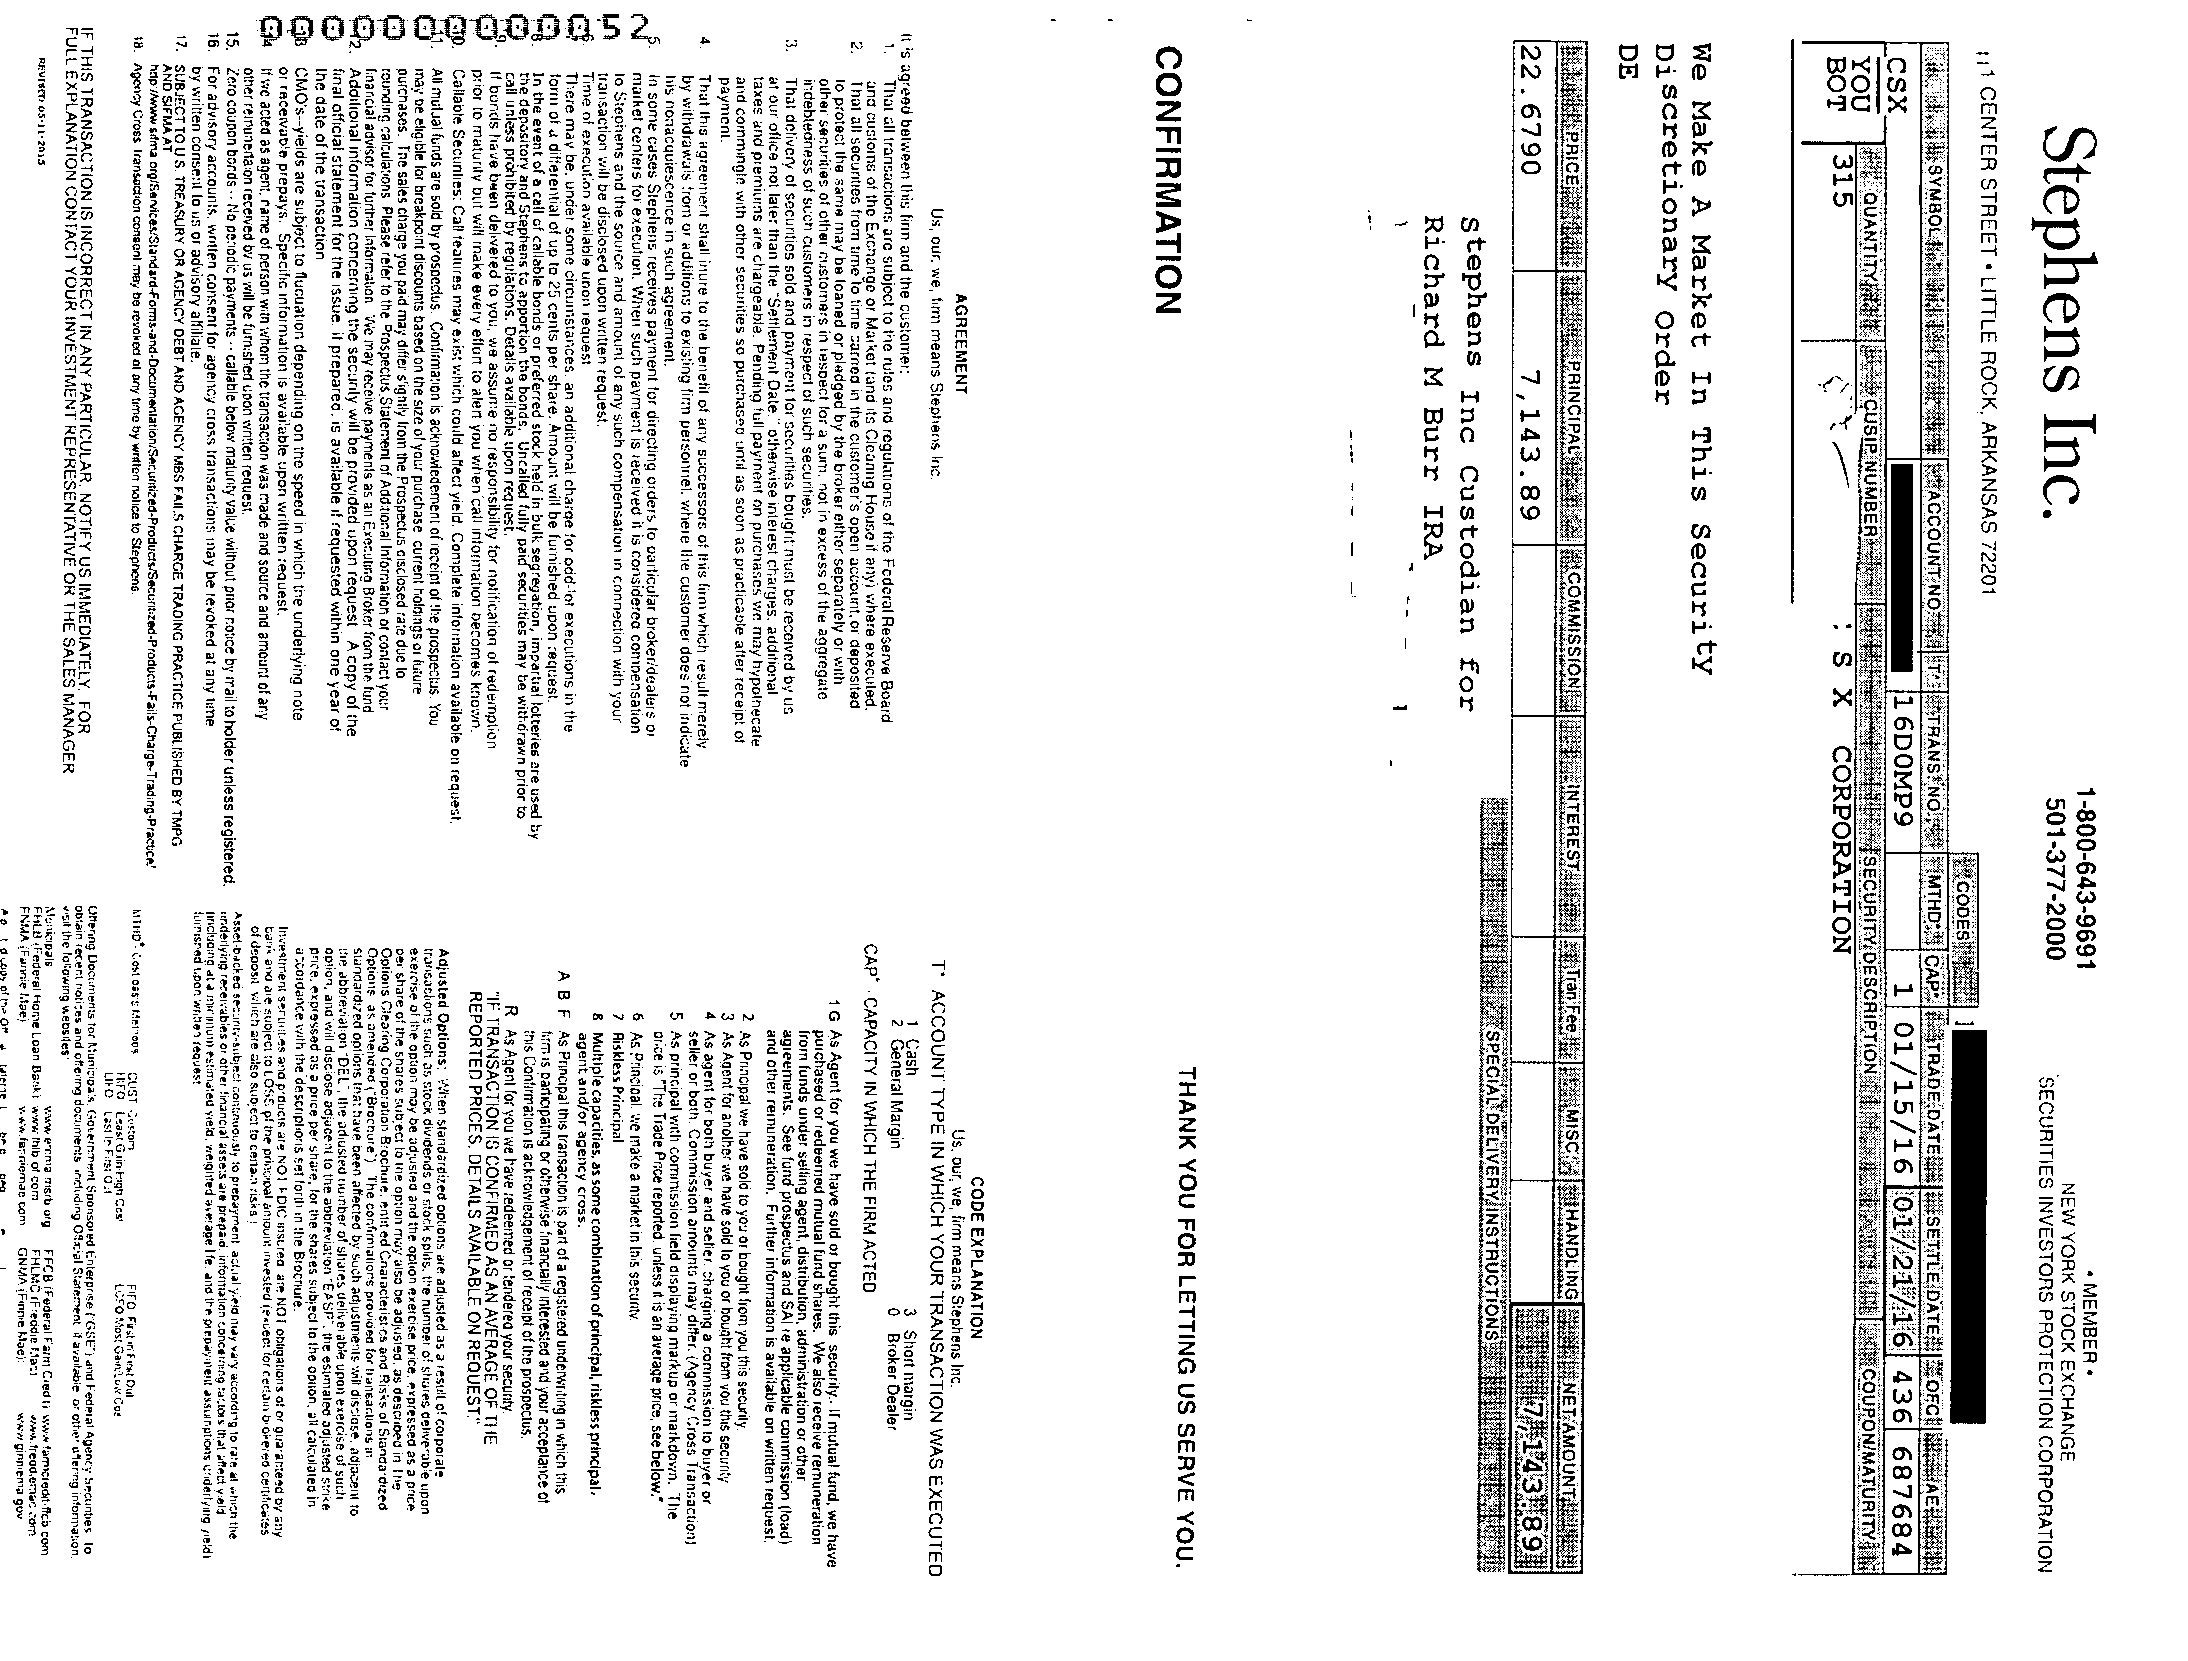 Stephens Inc.
1-800-643-9691
501-377-2000
• MEMBER •
NEW YORK STOCK EXCHANGE
SECURITIES INVESTORS PROTECTION CORPORATION
CENTER STREET • LITTLE ROCK, ARKANSAS 72201
CODES
SYMBOL ACCOUNT NO. T* TRANS NO. MTHD* CAP* TRADE DATE SETTLE DATE OFC AE
CSX 16DOMP9 1 01/15/16 01/21/16 436 687684
QUANTITY CUSIP NUMBER SECURITY DESCRIPTION COUPON/MATURITY
YOU
BOT
315
S X CORPORATION
We Make A Market In This Security
Discretionary Order
DE
PRICE PRINCIPAL COMMISSION INTEREST Tran Fee MISC. HANDLING NET AMOUNT
22.6790 7,143.89 7,143.89
SPECIAL DELIVERY INSTRUCTIONS
Stephens Inc Custodian for
Richard M Burr IRA
CONFIRMATION
THANK YOU FOR LETTING US SERVE YOU.
AGREEMENT
Us, our, we, firm means Stephens Inc.
It is agreed between this firm and the customer:
1. That all transactions are subject to the rules and regulations of the Federal Reserve Board
and customs of the Exchange or Market (and its Clearing House if any) where executed.
2. That all securities from time to time carried in the customer's open account, or deposited
to protect the same may be loaned or pledged by the broker either separately or with
other securities of other customers in respect for a sum, not in excess of the aggregate
indebtedness of such customers in respect of such securities.
3. That delivery of securities sold and payment for securities bought must be received by us
at our office not later than the "Settlement Date," otherwise interest charges, additional
taxes and premiums are chargeable. Pending full payment on purchases we may hypothecate
and commingle with other securities so purchased until as soon as practicable after receipt of
payment.
4. That this agreement shall inure to the benefit of any successors of this firm which result merely
by withdrawals from or additions to existing firm personnel, where the customer does not indicate
his nonacquiescence in such agreement.
5. In some cases Stephens receives payment for directing orders to particular broker/dealers or
market centers for execution. When such payment is received it is considered compensation
to Stephens and the source and amount of any such compensation in connection with your
transaction will be disclosed upon written request.
Time of execution available upon request
There may be, under some circumstances, an additional charge for odd-lot executions in the
form of a differential of up to 25 cents per share. Amount will be furnished upon request.
In the event of a call of callable bonds or preferred stock held in bulk segregation, impartial lotteries are used by
the depository and Stephens to apportion the bonds. Uncalled fully paid securities may be withdrawn prior to
call unless prohibited by regulations. Details available upon request.
If bonds have been delivered to you, we assume no responsibility for notification of redemption
prior to maturity but will make every effort to alert you when call information becomes known.
Callable Securities: Call features may exist which could affect yield. Complete information available on request.
All mutual funds are sold by prospectus. Confirmation is acknowledgement of receipt of the prospectus. You
may be eligible for breakpoint discounts based on the size of your purchase, current holdings or future
purchases. The sales charge you paid may differ slightly from the Prospectus disclosed rate due to
rounding calculations. Please refer to the Prospectus, Statement of Additional Information or contact your
financial advisor for further information. We may receive payments as an Executing Broker from the fund
Additional information concerning the security will be provided upon request. A copy of the
final official statement for the issue, if prepared, is available if requested within one year of
the date of the transaction
CMO's—yields are subject to fluctuation depending on the speed in which the underlying note
or receivable prepays. Specific information is available upon written request.
If we acted as agent, name of person with whom the transaction was made and source and amount of any
other remuneration received by us will be furnished upon written request.
15. Zero coupon bonds - No periodic payments - callable below maturity value without prior notice by mail to holder unless registered.
16. For advisory accounts, written consent for agency cross transactions may be revoked at any time
by written consent to us or advisory affiliate.
17. SUBJECT TO U.S. TREASURY OR AGENCY DEBT AND AGENCY MBS FAILS CHARGE TRADING PRACTICE PUBLISHED BY TMPG
AND SIFMA AT
http://www.sifma.org/Services/Standard-Forms-and-Documentation/Securitized-Products/Securitized-Products-Fails-Charge-Trading-Practice/
18. Agency Cross Transaction consent may be revoked at any time by written notice to Stephens.
IF THIS TRANSACTION IS INCORRECT IN ANY PARTICULAR, NOTIFY US IMMEDIATELY. FOR
FULL EXPLANATION CONTACT YOUR INVESTMENT REPRESENTATIVE OR THE SALES MANAGER
REVISED 05-11-2015
000000000052
CODE EXPLANATION
Us, our, we, firm means Stephens Inc.
T* ACCOUNT TYPE IN WHICH YOUR TRANSACTION WAS EXECUTED
1 Cash 3 Short margin
2 General Margin 0 Broker Dealer
CAP* - CAPACITY IN WHICH THE FIRM ACTED
1 G As Agent for you we have sold or bought this security. If mutual fund, we have
purchased or redeemed mutual fund shares. We also receive remuneration
from funds under selling agent, distribution, administration or other
agreements. See fund prospectus and SAI re applicable commission (load)
and other remuneration. Further information is available on written request.
2 As Principal we have sold to you or bought from you this security.
3 As Agent for another we have sold to you or bought from you this security
4 As agent for both buyer and seller, charging a commission to buyer or
seller or both. Commission amounts may differ. (Agency Cross Transaction)
5 As principal with commission field displaying markup or markdown. The
price is "The Trade Price reported, unless it is an average price, see below."
6 As Principal, we make a market in this security.
7 Riskless Principal
8 Multiple capacities, as some combination of principal, riskless principal,
agent and/or agency cross.
A B F As Principal this transaction is part of a registered underwriting in which this
firm is participating or otherwise financially interested and your acceptance of
this Confirmation is acknowledgement of receipt of the prospectus.
R As Agent for you we have redeemed or tendered your security
"IF TRANSACTION IS CONFIRMED AS AN AVERAGE OF THE
REPORTED PRICES, DETAILS AVAILABLE ON REQUEST."
Adjusted Options: When standardized options are adjusted as a result of corporate
transactions such as stock dividends or stock splits, the number of shares deliverable upon
exercise of the option may be adjusted and the option exercise price, expressed as a price
per share of the shares subject to the option may also be adjusted, as described in the
Options Clearing Corporation Brochure, entitled Characteristics and Risks of Standardized
Options, as amended ("Brochure"). The confirmations provided for transactions in
standardized options that have been affected by such adjustments will disclose, adjacent to
the abbreviation "DEL", the adjusted number of shares deliverable upon exercise of such
option, and will disclose adjacent to the abbreviation "EASP", the estimated adjusted strike
price, expressed as a price per share, for the shares subject to the option, all calculated in
accordance with the descriptions set forth in the Brochure.
Investment securities and products are NOT FDIC insured, are NOT obligations of or guaranteed by any
bank and are subject to LOSS of the principal amount invested (except for certain brokered certificates
of deposit, which are also subject to certain risks.)
Asset-backed security-subject continuously to prepayment, actual yield may vary according to rate at which the
underlying receivables or other financial assets are prepaid, information concerning factors that affect yield
(including at a minimum estimated yield, weighted average life, and the prepayment assumptions underlying yield)
furnished upon written request
MTHD* - Cost Basis Methods CUST Custom FIFO First in First Out
Offering Documents for Municipals, Government Sponsored Enterprise ("GSE") and Federal Agency Securities: To
obtain recent notices and offering documents, including Official Statement, if available, or other offering information,
visit the following websites:
Municipals www.emma.msrb.org FFCB (Federal Farm Credit) www.farmcredit-ffcb.com
FHLB (Federal Home Loan Bank) www.fhlb-of.com FHLMC (Freddie Mac) www.freddiemac.com
FNMA (Fannie Mae) www.fanniemae.com GNMA (Ginnie Mae) www.ginniemae.gov